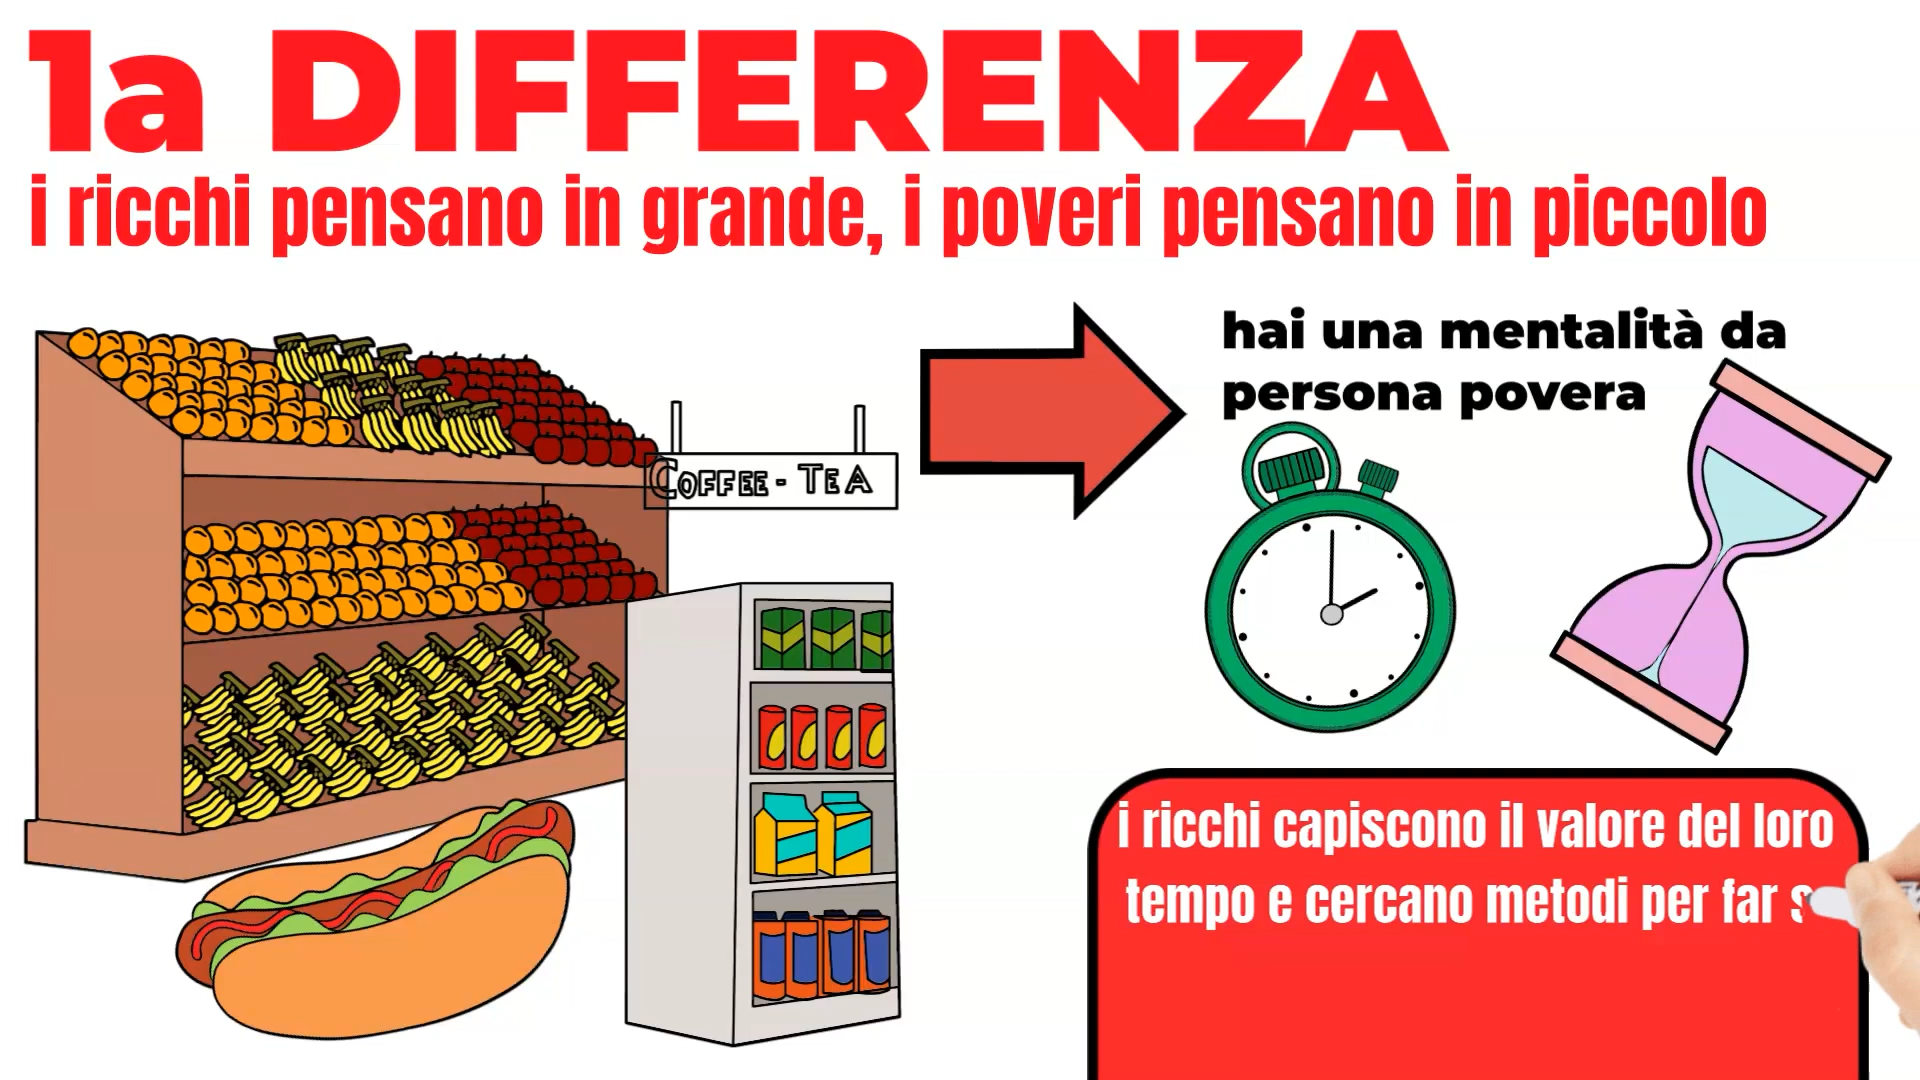 1a DIFFERENZA
i ricchi pensano in grande, i poveri pensano in piccolo
COFFEE - TEA
hai una mentalità da
persona povera
i ricchi capiscono il valore del loro
tempo e cercano metodi per far s